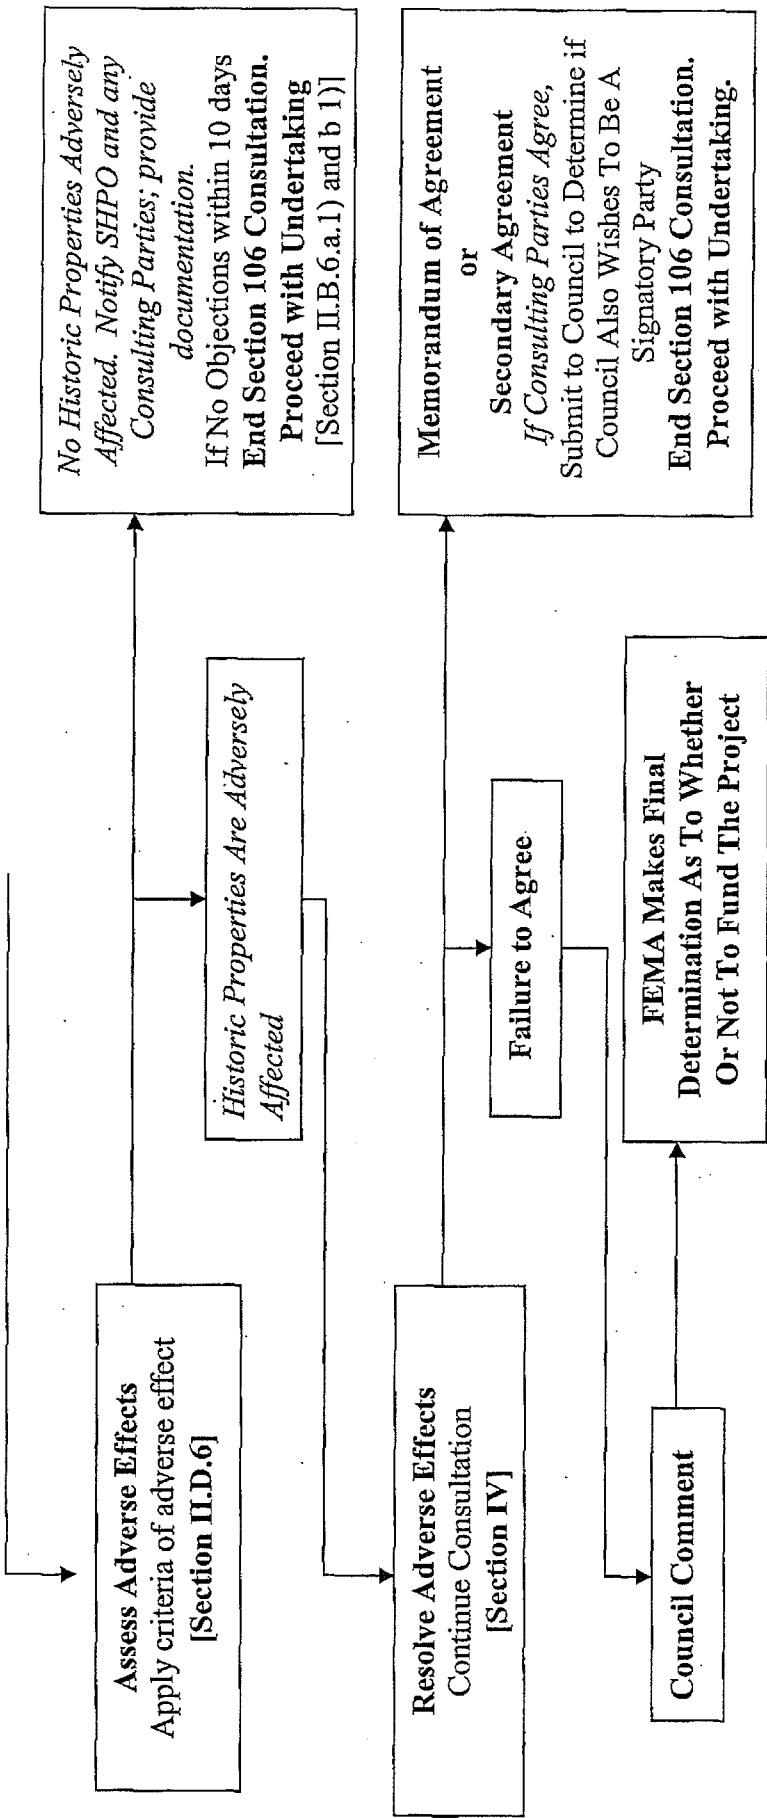 Assess Adverse Effects
Apply criteria of adverse effect
[Section II.D.6]
No Historic Properties Adversely
Affected. Notify SHPO and any
Consulting Parties; provide
documentation.
If No Objections within 10 days
End Section 106 Consultation.
Proceed with Undertaking
[Section II.B.6.a.1) and b 1)]
Historic Properties Are Adversely
Affected
Resolve Adverse Effects
Continue Consultation
[Section IV]
Memorandum of Agreement
or
Secondary Agreement
If Consulting Parties Agree,
Submit to Council to Determine if
Council Also Wishes To Be A
Signatory Party
End Section 106 Consultation.
Proceed with Undertaking.
Failure to Agree
Council Comment
FEMA Makes Final
Determination As To Whether
Or Not To Fund The Project